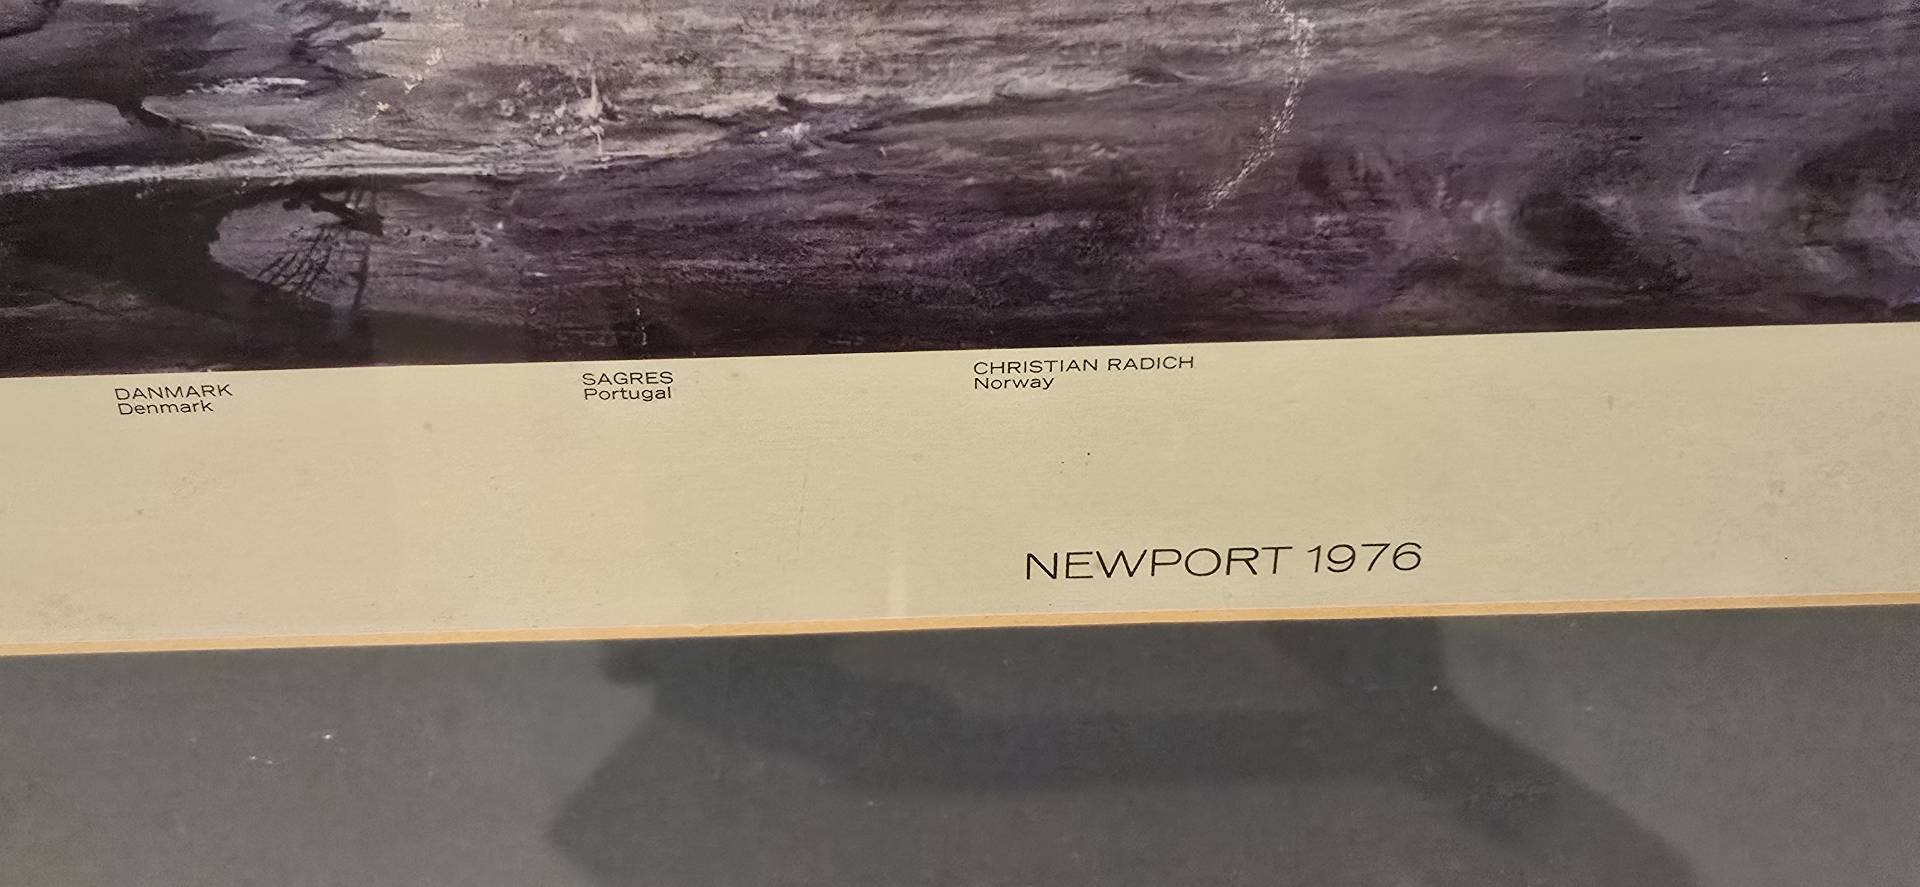 DANMARK
Denmark
SAGRES
Portugal
CHRISTIAN RADICH
Norway
NEWPORT 1976